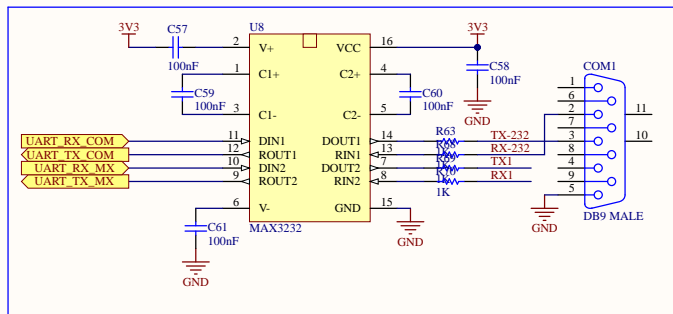 C57
U8
3V3
3V3
2
V+
VCC
16
COM1
100nF
1
C1+
C2+
4
C58
100nF
1
C59
C60
6
100nF
100nF
GND
2
11
3
C1-
C2-
5
7
R63
UART_RX_COM
11
DIN1
DOUT1
14
TX-232
3
10
UART_TX_COM
12
ROUT1
RIN1
13
RX-232
8
UART_RX_MX
10
DIN2
DOUT2
7
TX1
4
UART_TX_MX
9
ROUT2
RIN2
8
RX1
9
1K
5
6
V-
GND
15
C61
100nF
GND
GND
DB9 MALE
MAX3232
GND